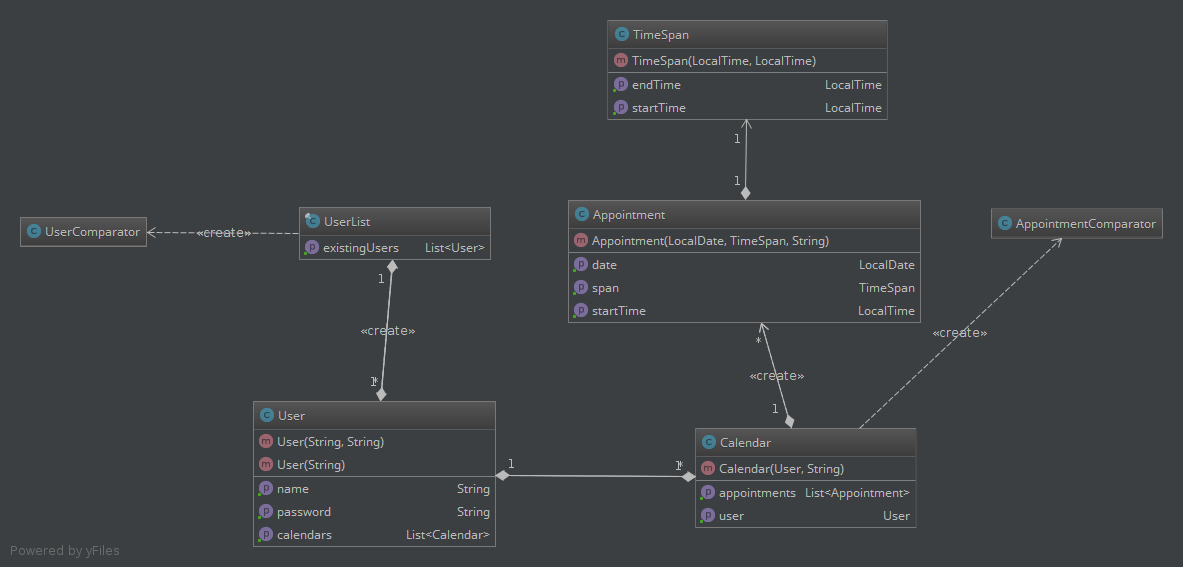 TimeSpan
TimeSpan(LocalTime, LocalTime)
endTime LocalTime
startTime LocalTime
1
1
UserComparator
«create»
UserList
existingUsers List<User>
1
«create»
1*
Appointment
Appointment(LocalDate, TimeSpan, String)
date LocalDate
span TimeSpan
startTime LocalTime
*
«create»
1
AppointmentComparator
«create»
User
User(String, String)
User(String)
name String
password String
calendars List<Calendar>
1
1*
Calendar
Calendar(User, String)
appointments List<Appointment>
user User
Powered by yFiles